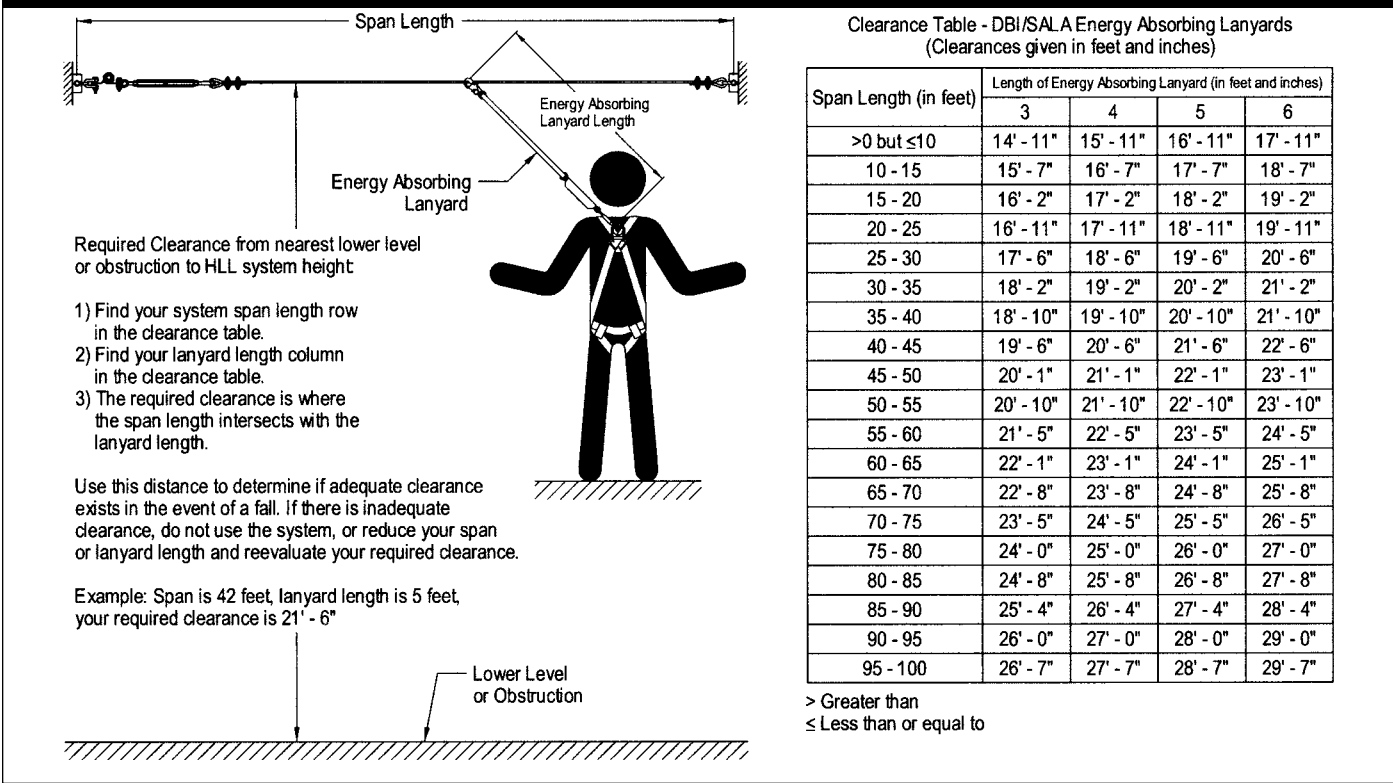 Span Length
Energy Absorbing
Lanyard Length
Energy Absorbing
Lanyard
Required Clearance from nearest lower level
or obstruction to HLL system height:
1) Find your system span length row
in the clearance table.
2) Find your lanyard length column
in the clearance table.
3) The required clearance is where
the span length intersects with the
lanyard length.
Use this distance to determine if adequate clearance
exists in the event of a fall. If there is inadequate
clearance, do not use the system, or reduce your span
or lanyard length and reevaluate your required clearance.
Example: Span is 42 feet, lanyard length is 5 feet,
your required clearance is 21' - 6"
Lower Level
or Obstruction
Clearance Table - DBI/SALA Energy Absorbing Lanyards
(Clearances given in feet and inches)
Span Length (in feet) Length of Energy Absorbing Lanyard (in feet and inches)
3 4 5 6
>0 but ≤10 14' - 11" 15' - 11" 16' - 11" 17' - 11"
10 - 15 15' - 7" 16' - 7" 17' - 7" 18' - 7"
15 - 20 16' - 2" 17' - 2" 18' - 2" 19' - 2"
20 - 25 16' - 11" 17' - 11" 18' - 11" 19' - 11"
25 - 30 17' - 6" 18' - 6" 19' - 6" 20' - 6"
30 - 35 18' - 2" 19' - 2" 20' - 2" 21' - 2"
35 - 40 18' - 10" 19' - 10" 20' - 10" 21' - 10"
40 - 45 19' - 6" 20' - 6" 21' - 6" 22' - 6"
45 - 50 20' - 1" 21' - 1" 22' - 1" 23' - 1"
50 - 55 20' - 10" 21' - 10" 22' - 10" 23' - 10"
55 - 60 21' - 5" 22' - 5" 23' - 5" 24' - 5"
60 - 65 22' - 1" 23' - 1" 24' - 1" 25' - 1"
65 - 70 22' - 8" 23' - 8" 24' - 8" 25' - 8"
70 - 75 23' - 5" 24' - 5" 25' - 5" 26' - 5"
75 - 80 24' - 0" 25' - 0" 26' - 0" 27' - 0"
80 - 85 24' - 8" 25' - 8" 26' - 8" 27' - 8"
85 - 90 25' - 4" 26' - 4" 27' - 4" 28' - 4"
90 - 95 26' - 0" 27' - 0" 28' - 0" 29' - 0"
95 - 100 26' - 7" 27' - 7" 28' - 7" 29' - 7"
> Greater than
≤ Less than or equal to